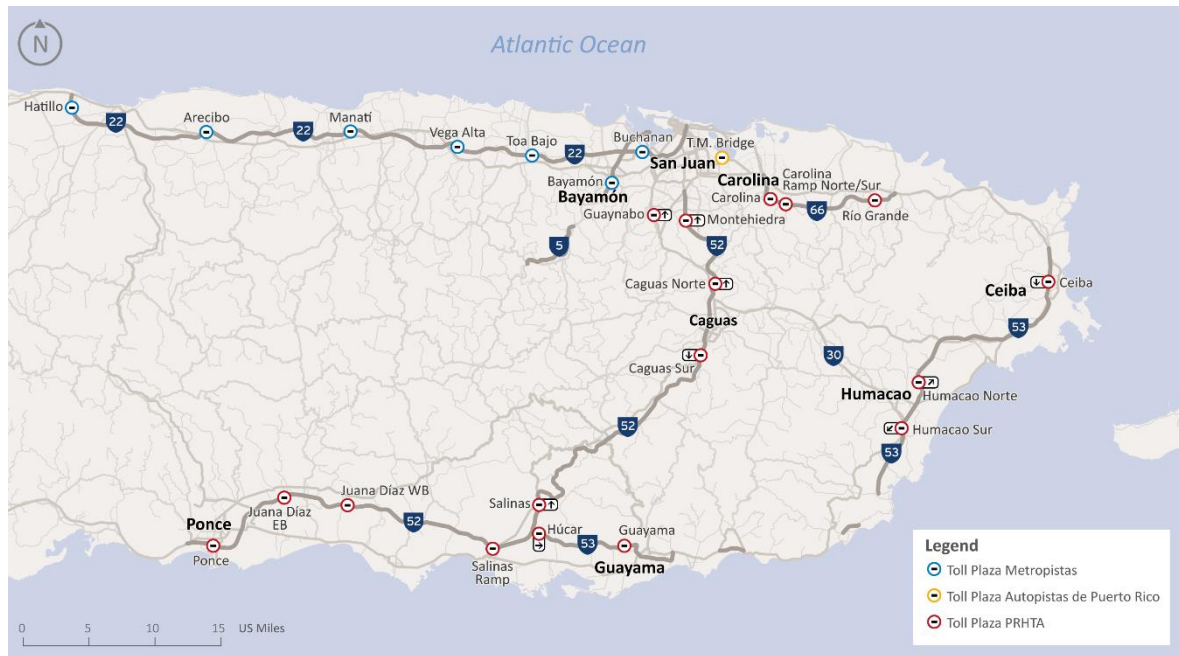 N
Atlantic Ocean
Hatillo
22
Arecibo
22
Manatí
Vega Alta
Toa Bajo
22
Buchanan
San Juan
T.M. Bridge
Bayamón
Bayamón
Carolina
Carolina
Ramp Norte/Sur
Carolina
66
Río Grande
Guaynabo
Montehiedra
5
52
Caguas Norte
Ceiba
Ceiba
Caguas
53
Caguas Sur
30
Humacao
Humacao Norte
52
Humacao Sur
53
Juana Díaz WB
Salinas
Juana Díaz
EB
Ponce
52
Húcar
Guayama
Ponce
53
Salinas
Ramp
Guayama
Legend
Toll Plaza Metropistas
Toll Plaza Autopistas de Puerto Rico
Toll Plaza PRHTA
0 5 10 15 US Miles